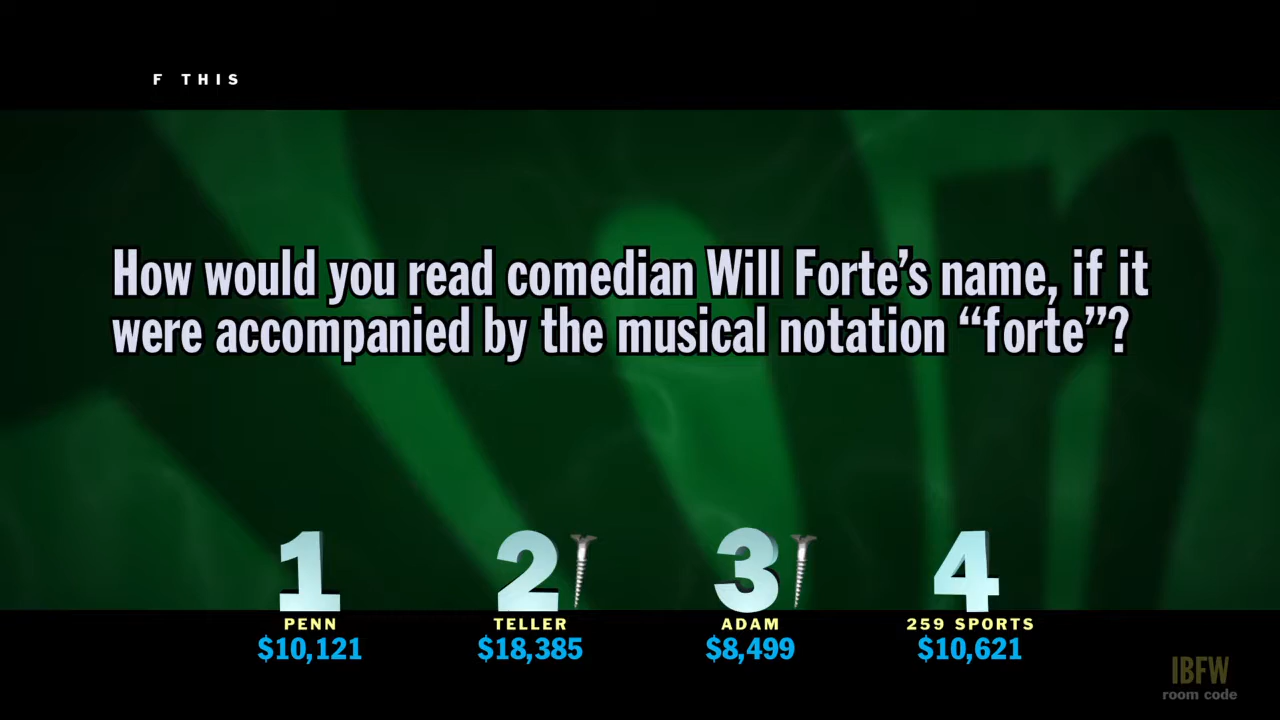 F THIS
How would you read comedian Will Forte’s name, if it
were accompanied by the musical notation “forte”?
1 2 3 4
PENN TELLER ADAM 259 SPORTS
$10,121 $18,385 $8,499 $10,621
IBFW
room code